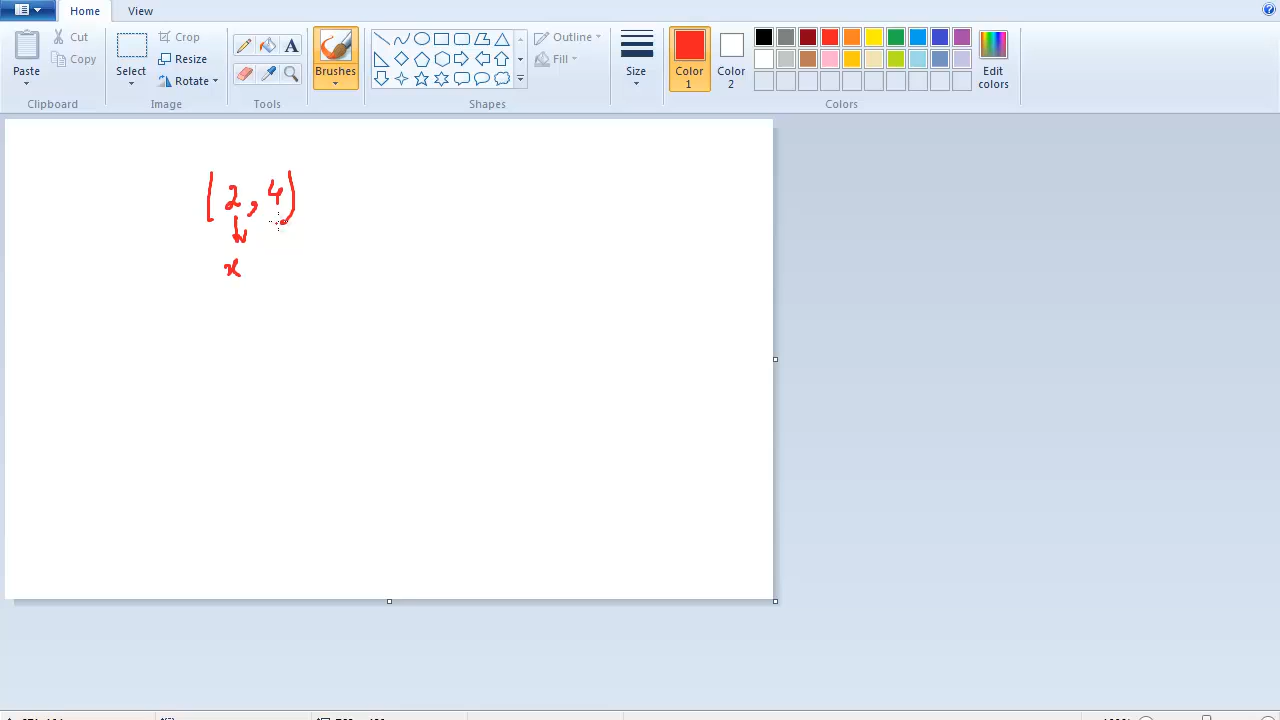 Home View
Paste Cut Copy Select Crop Resize Rotate Brushes Outline Fill Size Color 1 Color 2 Edit colors
Clipboard Image Tools Shapes Colors
(2, 4)
x